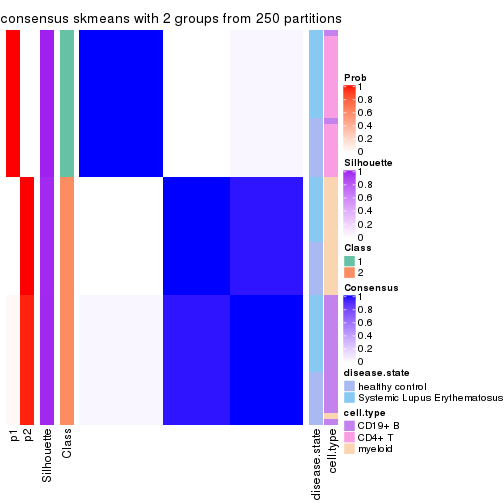 consensus skmeans with 2 groups from 250 partitions
Prob
1
0.8
0.6
0.4
0.2
0
Silhouette
1
0.8
0.6
0.4
0.2
0
Class
1
2
Consensus
1
0.8
0.6
0.4
0.2
0
disease.state
healthy control
Systemic Lupus Erythematosus
cell.type
CD19+ B
CD4+ T
myeloid
p1
p2
Silhouette
Class
disease.state
cell.type